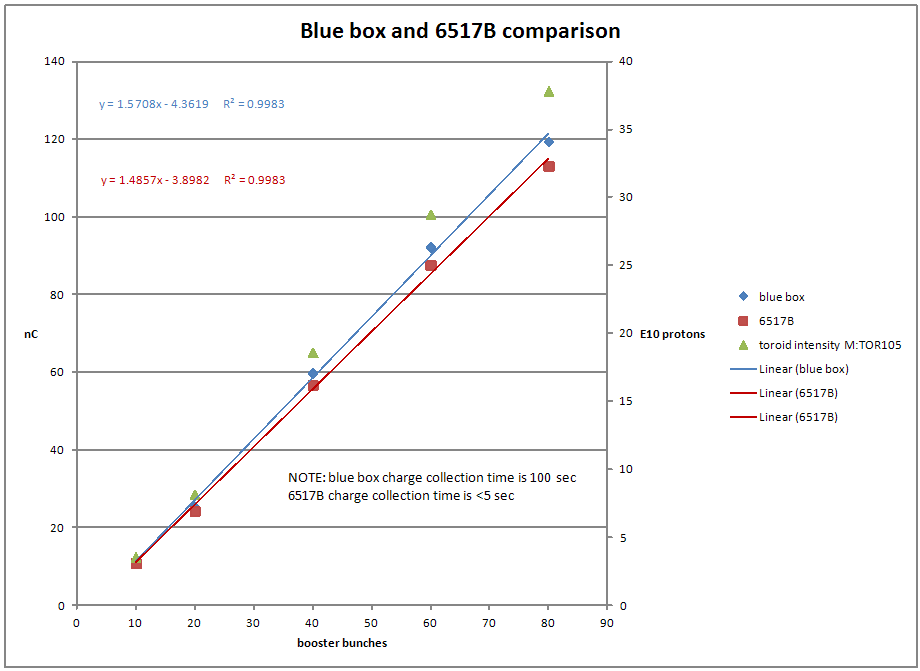 Blue box and 6517B comparison
y = 1.5708x - 4.3619 R² = 0.9983
y = 1.4857x - 3.8982 R² = 0.9983
140
120
100
80
60
40
20
0
nC
40
35
30
25
20
15
10
5
0
E10 protons
NOTE: blue box charge collection time is 100 sec
6517B charge collection time is <5 sec
0 10 20 30 40 50 60 70 80 90
booster bunches
blue box
6517B
toroid intensity M:TOR105
Linear (blue box)
Linear (6517B)
Linear (6517B)